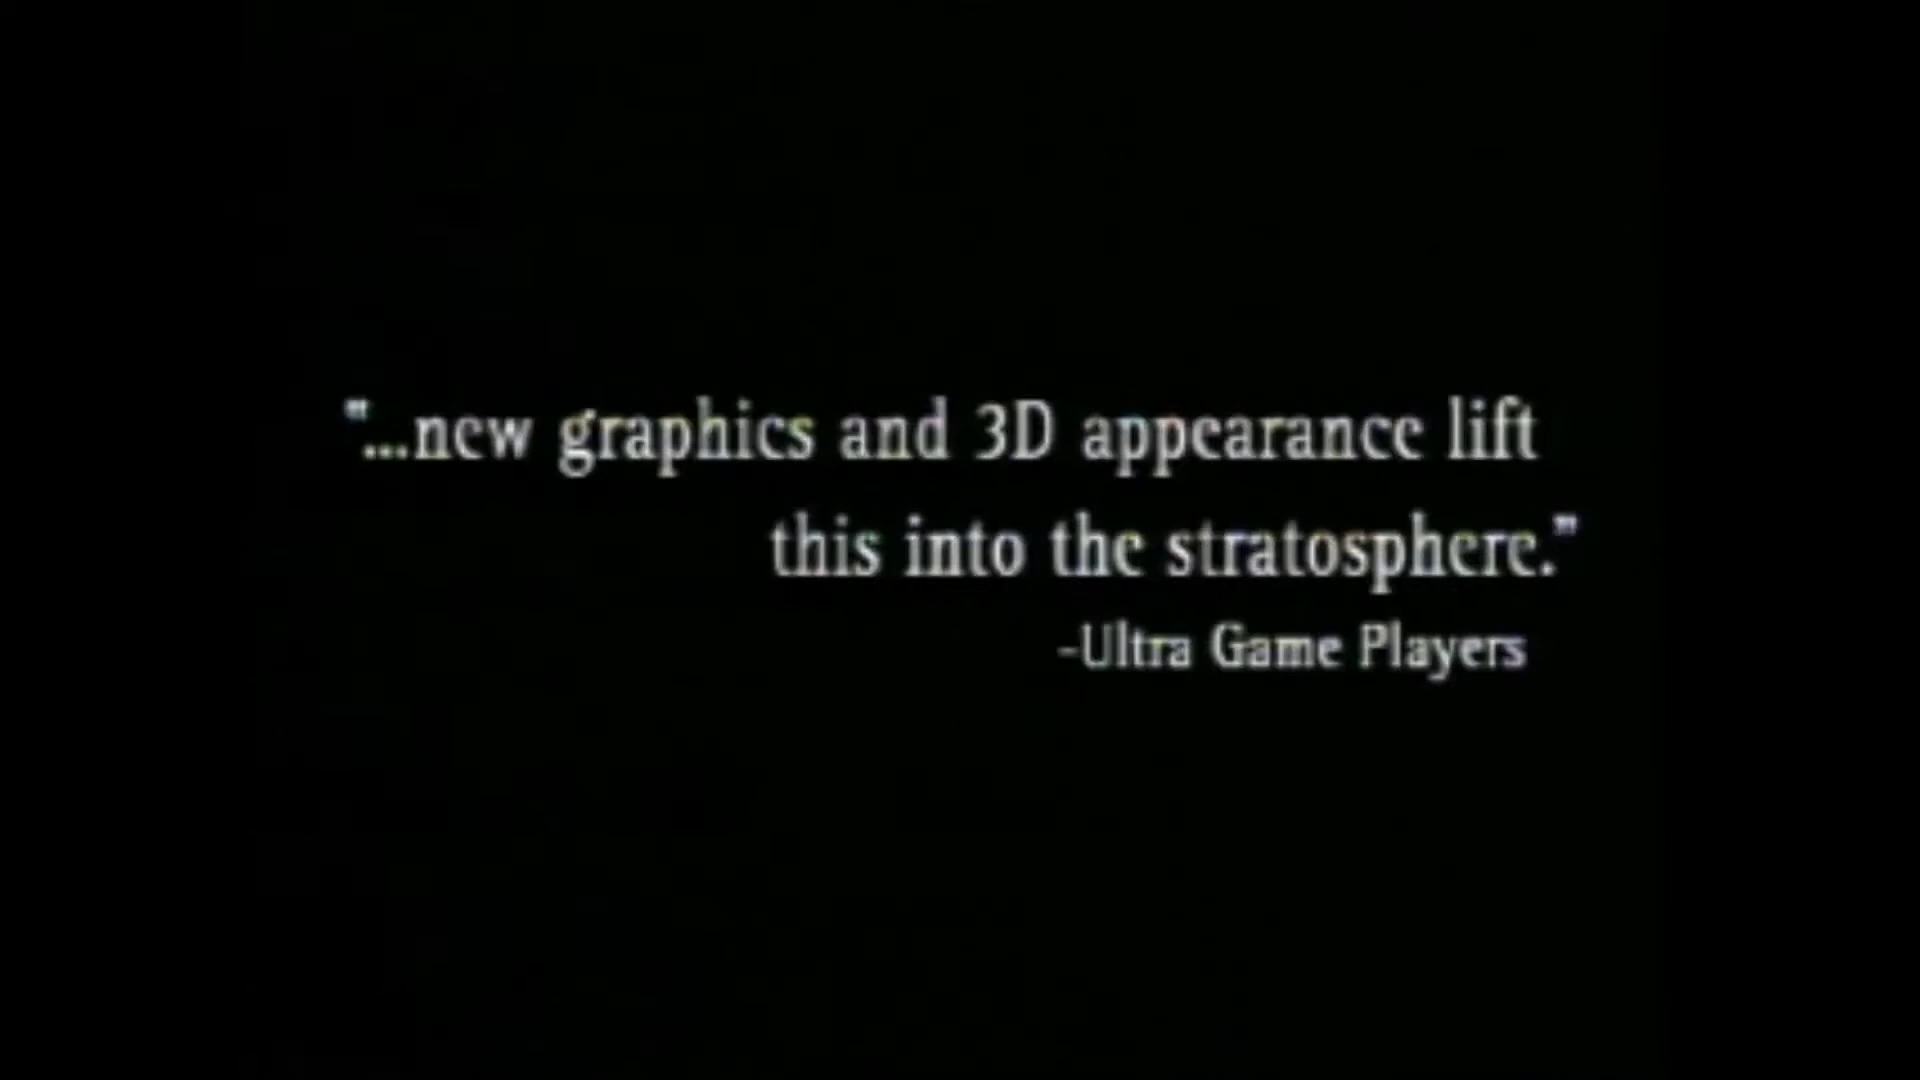 "...new graphics and 3D appearance lift
this into the stratosphere."
-Ultra Game Players